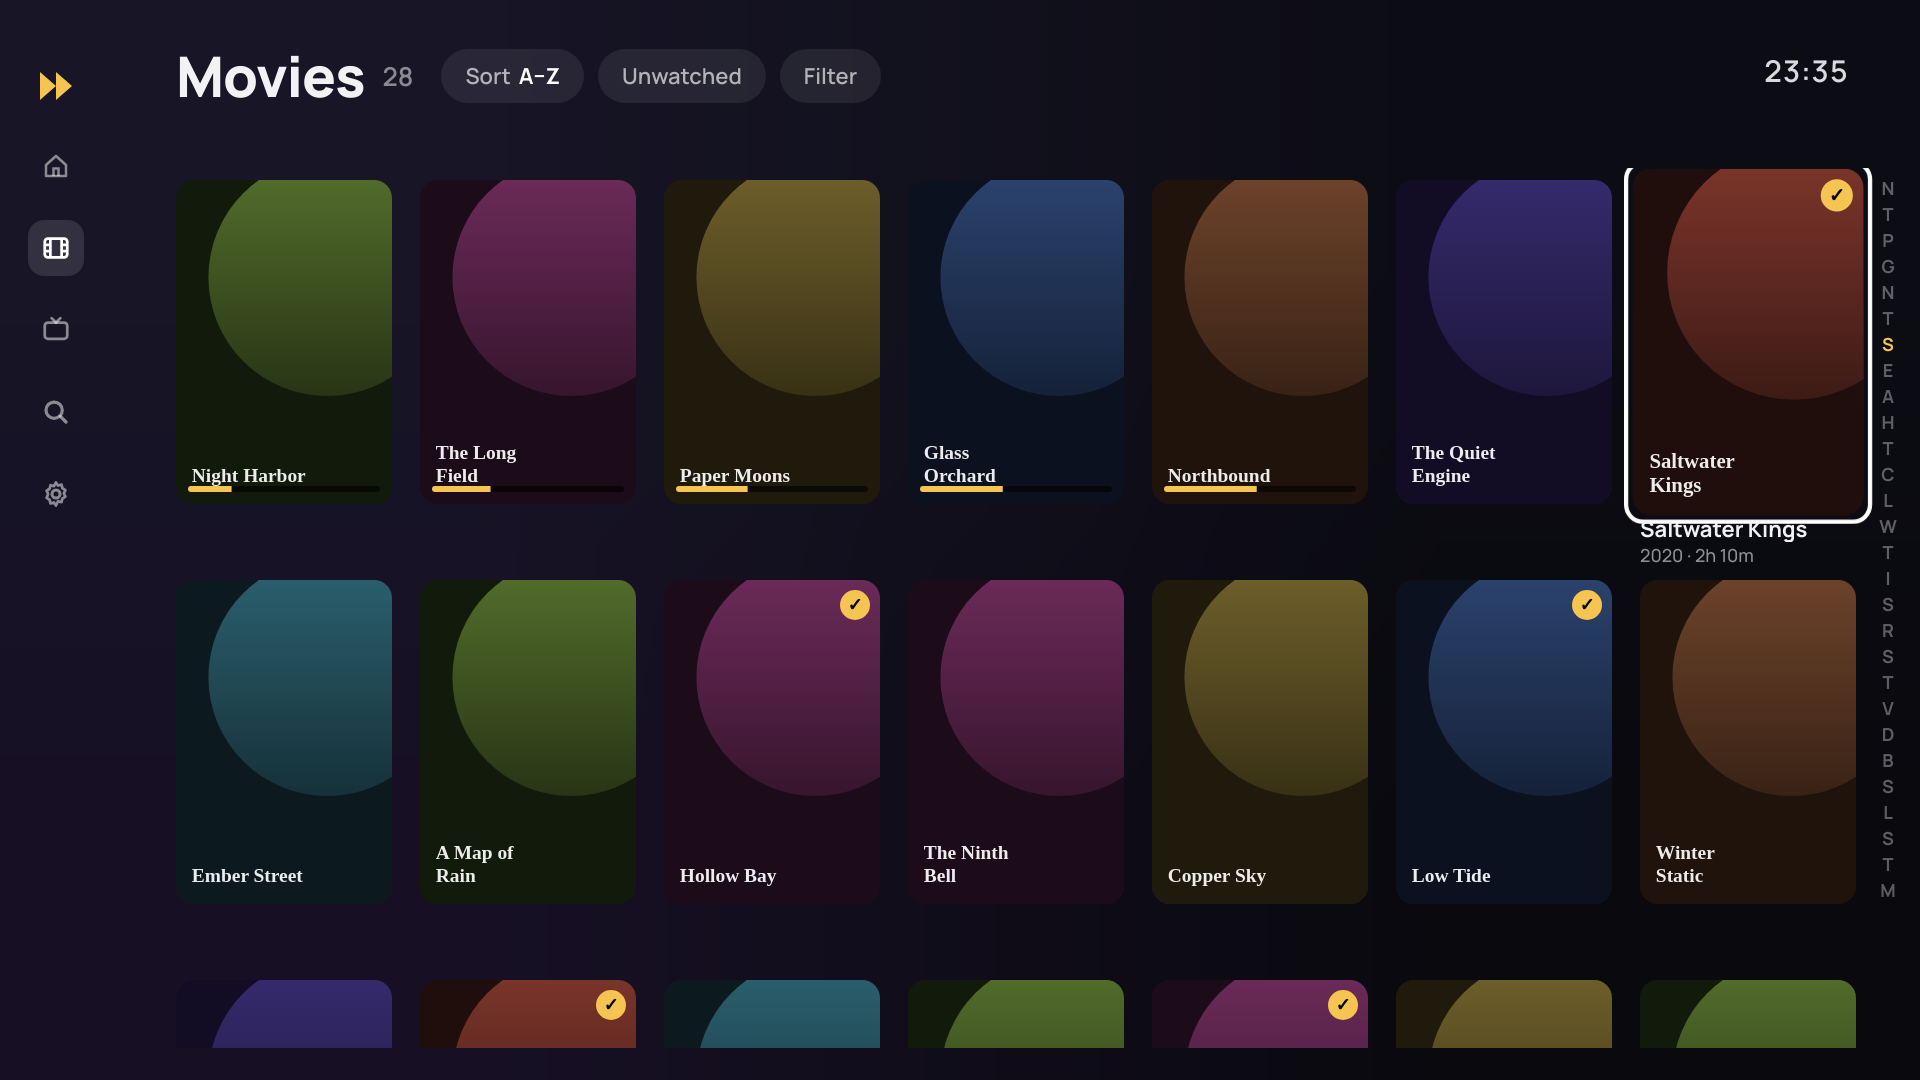 Movies 28 Sort A–Z Unwatched Filter 23:35
Night Harbor
The Long
Field
Paper Moons
Glass
Orchard
Northbound
The Quiet
Engine
Saltwater
Kings
Saltwater Kings
2020 · 2h 10m
Ember Street
A Map of
Rain
Hollow Bay
The Ninth
Bell
Copper Sky
Low Tide
Winter
Static
N
T
P
G
N
T
S
E
A
H
T
C
L
W
T
I
S
R
S
T
V
D
B
S
L
S
T
M